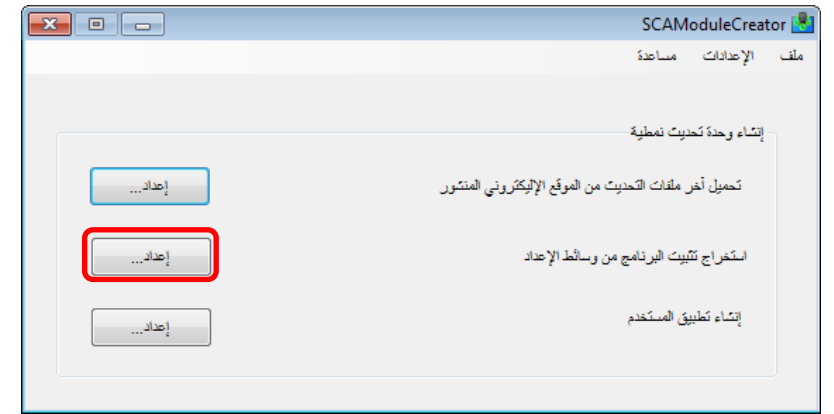 SCAModuleCreator
ملف الإعدادات مساعدة
إنشاء وحدة تحديث نمطية
تحميل آخر ملفات التحديث من الموقع الإليكتروني المنشور
إعداد...
استخراج تثبيت البرنامج من وسائط الإعداد
إعداد...
إنشاء تطبيق المستخدم
إعداد...